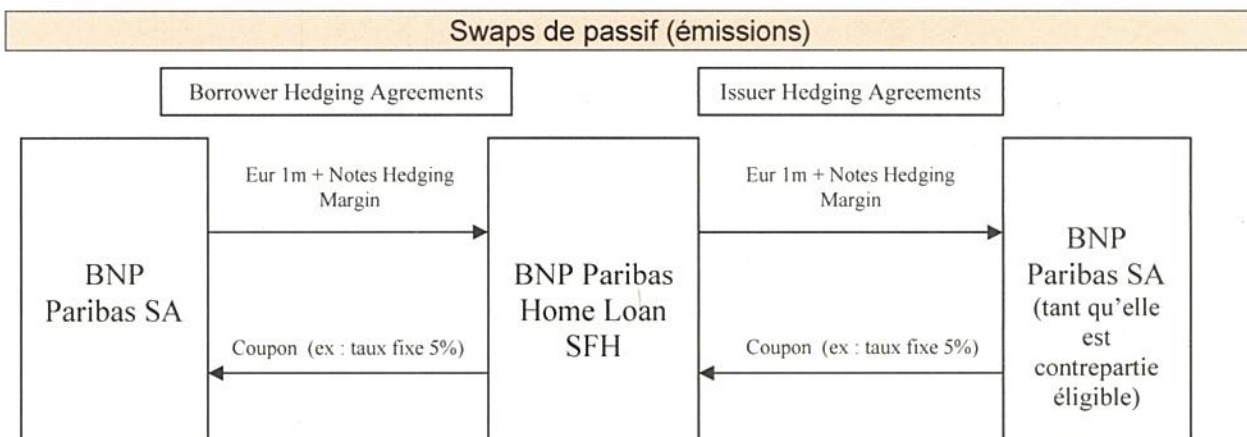 Swaps de passif (émissions)
Borrower Hedging Agreements
Issuer Hedging Agreements
Eur 1m + Notes Hedging
Margin
Eur 1m + Notes Hedging
Margin
BNP
Paribas SA
BNP Paribas
Home Loan
SFH
BNP
Paribas SA
(tant qu'elle
est
contrepartie
éligible)
Coupon (ex : taux fixe 5%)
Coupon (ex : taux fixe 5%)